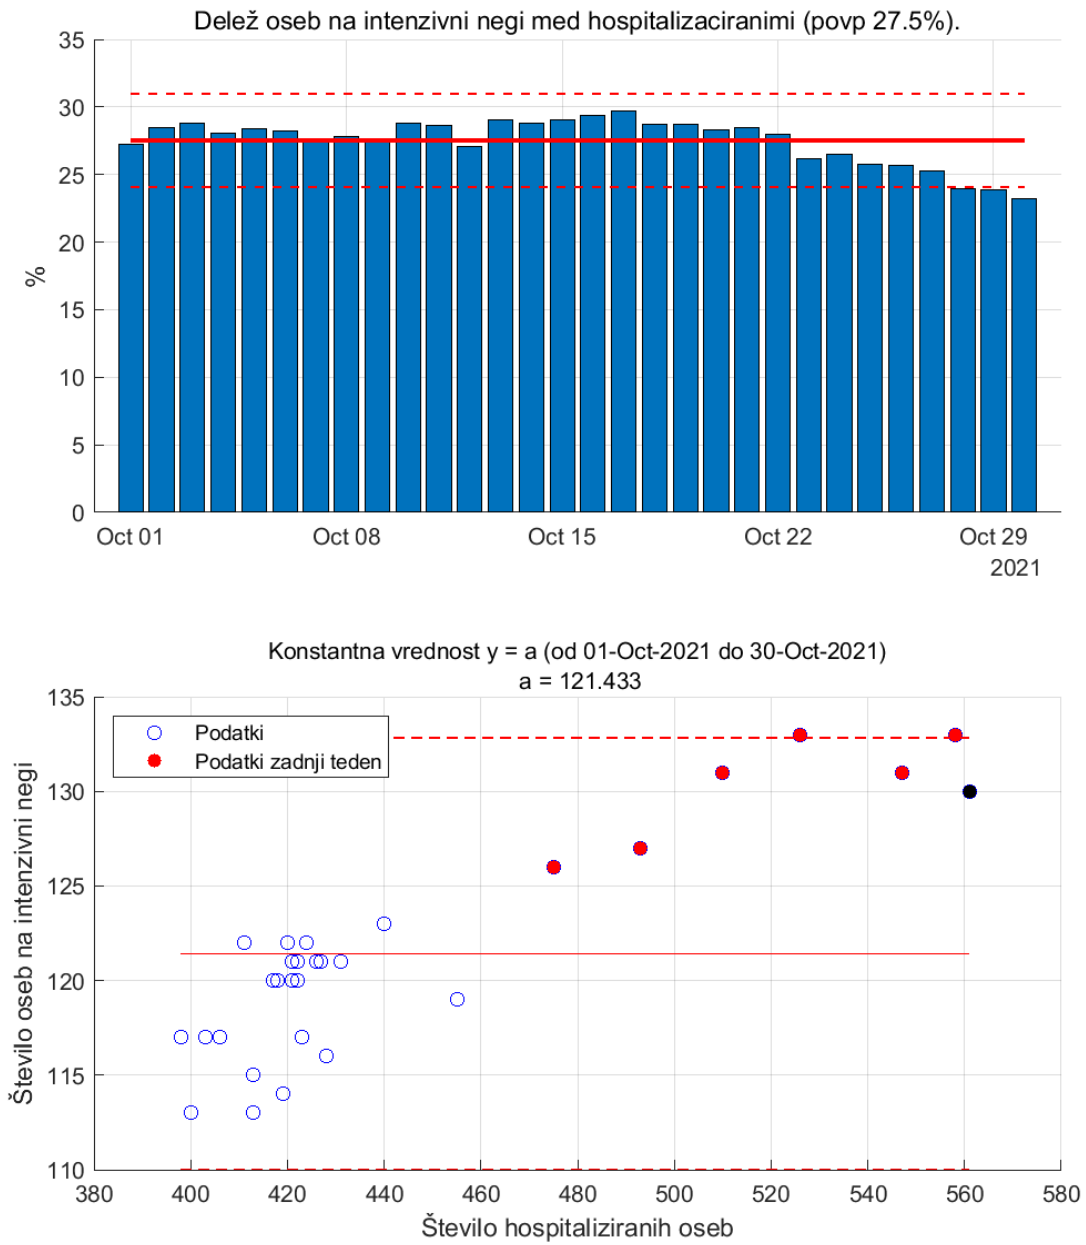 Delež oseb na intenzivni negi med hospitalizaciranimi (povp 27.5%).
35
30
25
20
15
10
5
0
%
Oct 01 Oct 08 Oct 15 Oct 22 Oct 29
2021
Konstantna vrednost y = a (od 01-Oct-2021 do 30-Oct-2021)
a = 121.433
Podatki
Podatki zadnji teden
135
130
125
120
115
110
Število oseb na intenzivni negi
380 400 420 440 460 480 500 520 540 560 580
Število hospitaliziranih oseb